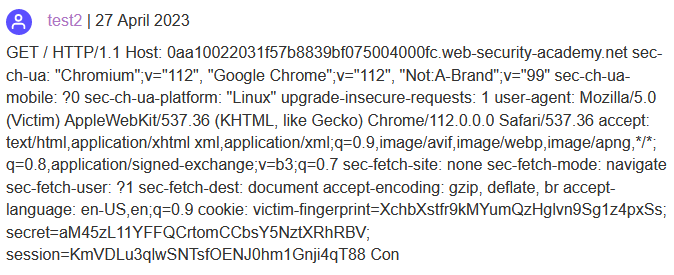 test2 | 27 April 2023
GET / HTTP/1.1 Host: 0aa10022031f57b8839bf075004000fc.web-security-academy.net sec-
ch-ua: "Chromium";v="112", "Google Chrome";v="112", "Not:A-Brand";v="99" sec-ch-ua-
mobile: ?0 sec-ch-ua-platform: "Linux" upgrade-insecure-requests: 1 user-agent: Mozilla/5.0
(Victim) AppleWebKit/537.36 (KHTML, like Gecko) Chrome/112.0.0.0 Safari/537.36 accept:
text/html,application/xhtml xml,application/xml;q=0.9,image/avif,image/webp,image/apng,*/*;
q=0.8,application/signed-exchange;v=b3;q=0.7 sec-fetch-site: none sec-fetch-mode: navigate
sec-fetch-user: ?1 sec-fetch-dest: document accept-encoding: gzip, deflate, br accept-
language: en-US,en;q=0.9 cookie: victim-fingerprint=XchbXstfr9kMYumQzHglvn9Sg1z4pxSs;
secret=aM45zL11YFFQCrtomCCbsY5NztXRhRBV;
session=KmVDLu3qlwSNTsfOENJ0hm1Gnji4qT88 Con